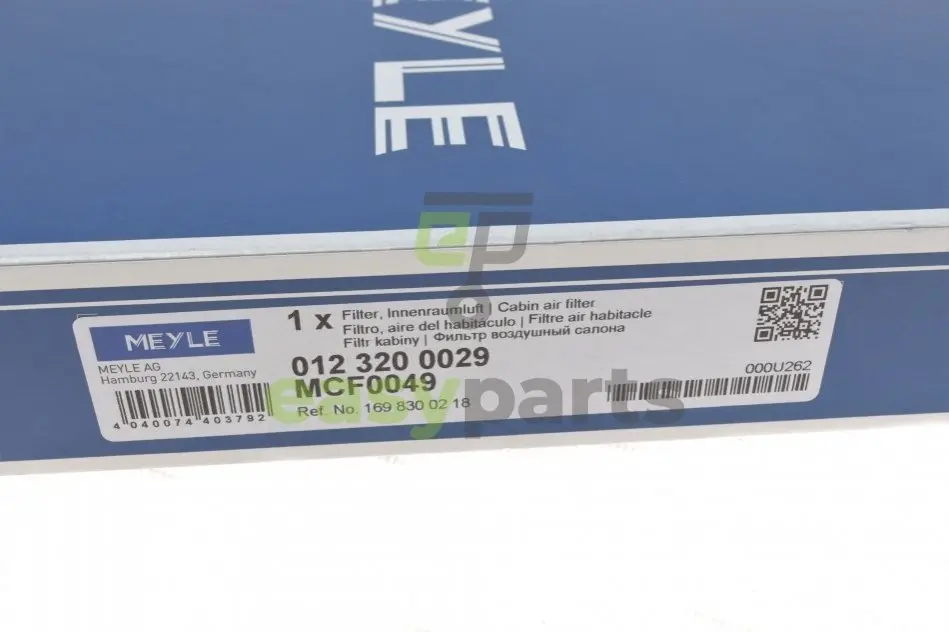 MEYLE
ep
MEYLE
MEYLE AG
Hamburg 22143, Germany
4 040074 403792
1 x
Filter, Innenraumluft | Cabin air filter
Filtro, aire del habitáculo | Filtre air habitacle
Filtr kabiny | Фильтр воздушный салона
012 320 0029
MCF0049
Ref. No. 169 830 02 18
000U262
easyparts